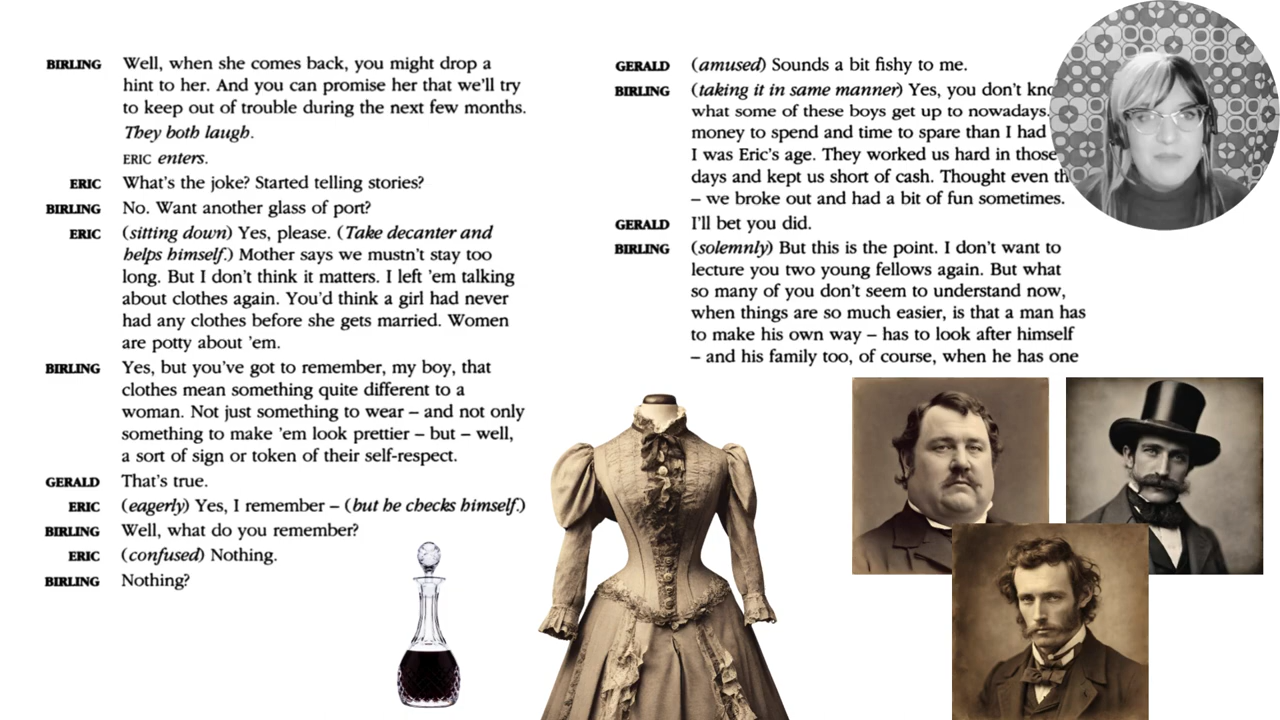 BIRLING Well, when she comes back, you might drop a
hint to her. And you can promise her that we'll try
to keep out of trouble during the next few months.
They both laugh.
ERIC enters.
ERIC What's the joke? Started telling stories?
BIRLING No. Want another glass of port?
ERIC (sitting down) Yes, please. (Take decanter and
helps himself.) Mother says we mustn't stay too
long. But I don't think it matters. I left 'em talking
about clothes again. You'd think a girl had never
had any clothes before she gets married. Women
are potty about 'em.
BIRLING Yes, but you've got to remember, my boy, that
clothes mean something quite different to a
woman. Not just something to wear – and not only
something to make 'em look prettier – but – well,
a sort of sign or token of their self-respect.
GERALD That's true.
ERIC (eagerly) Yes, I remember – (but he checks himself.)
BIRLING Well, what do you remember?
ERIC (confused) Nothing.
BIRLING Nothing?
GERALD (amused) Sounds a bit fishy to me.
BIRLING (taking it in same manner) Yes, you don't
what some of these boys get up to nowadays.
money to spend and time to spare than I had
I was Eric's age. They worked us hard in those
days and kept us short of cash. Thought even
– we broke out and had a bit of fun sometimes.
GERALD I'll bet you did.
BIRLING (solemnly) But this is the point. I don't want to
lecture you two young fellows again. But what
so many of you don't seem to understand now,
when things are so much easier, is that a man has
to make his own way – has to look after himself
– and his family too, of course, when he has one